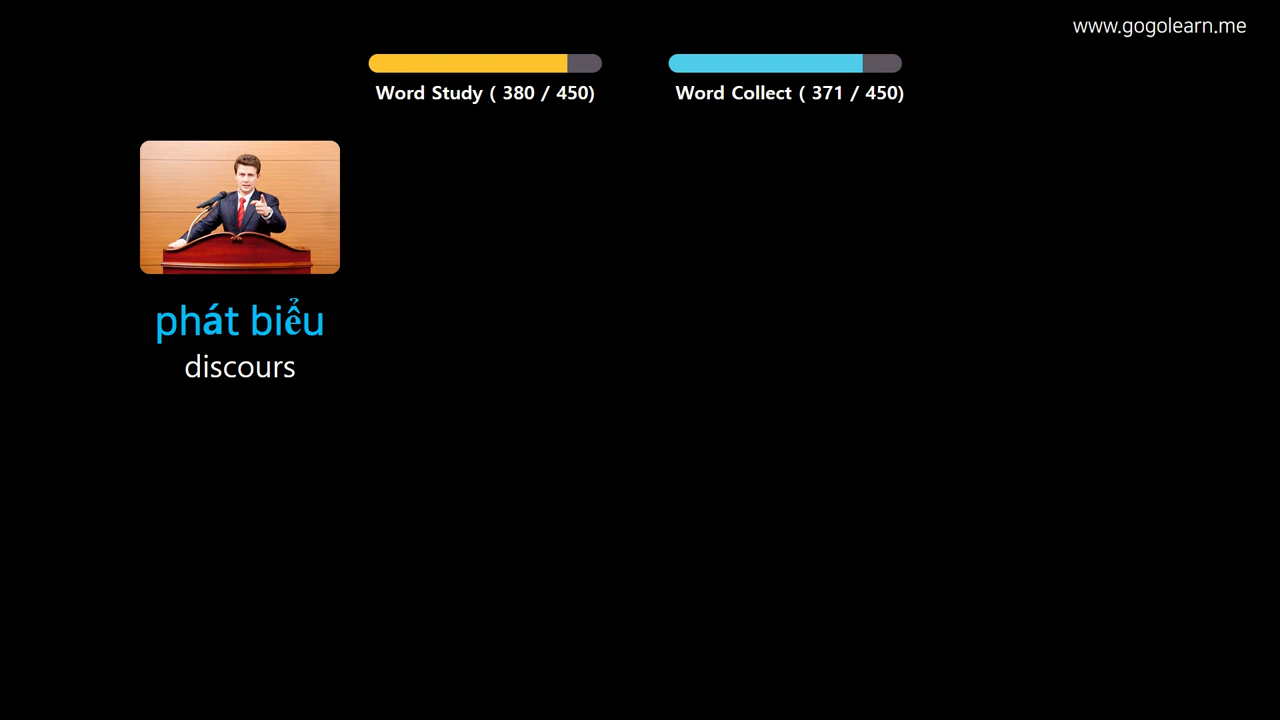 www.gogolearn.me
Word Study ( 380 / 450)
Word Collect ( 371 / 450)
phát biểu
discours